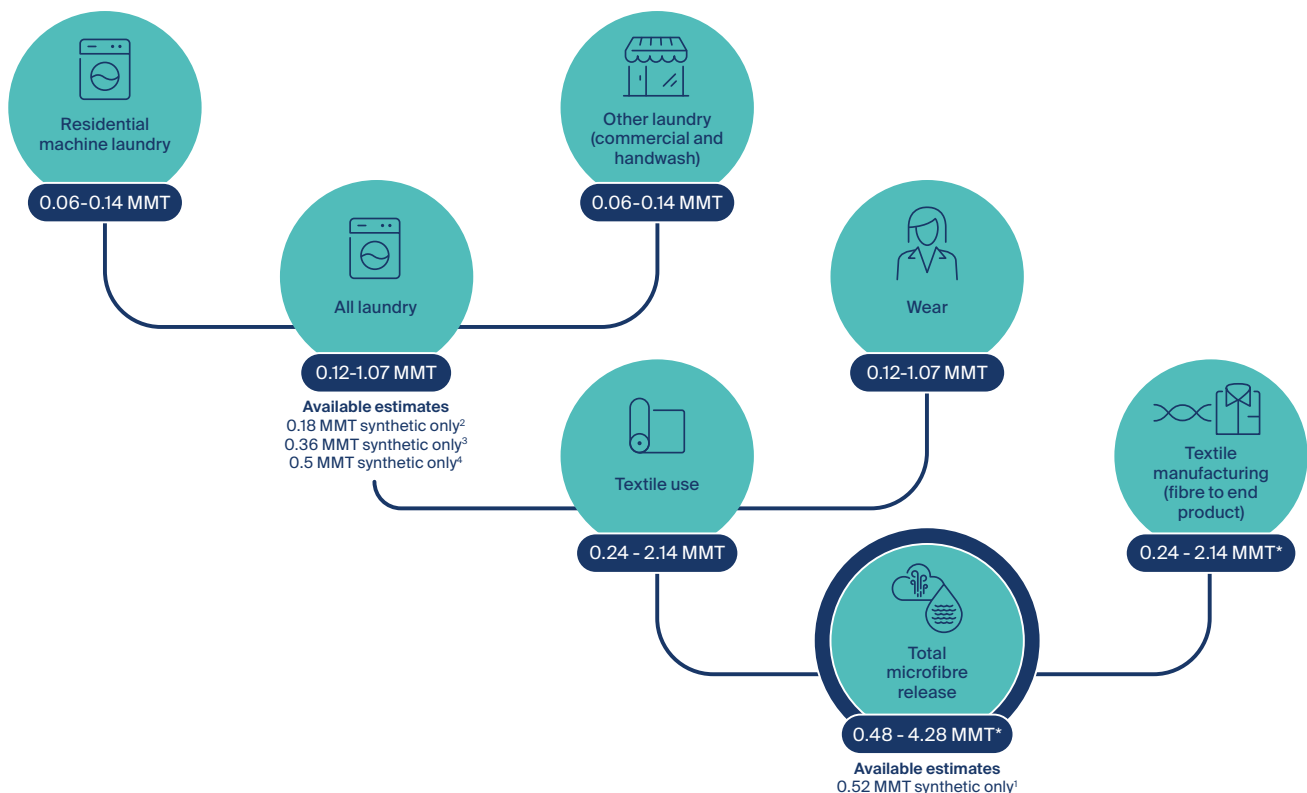 Residential
machine laundry
0.06-0.14 MMT
Other laundry
(commercial and
handwash)
0.06-0.14 MMT
All laundry
0.12-1.07 MMT
Available estimates
0.18 MMT synthetic only²
0.36 MMT synthetic only³
0.5 MMT synthetic only⁴
Wear
0.12-1.07 MMT
Textile use
0.24 - 2.14 MMT
Textile
manufacturing
(fibre to end
product)
0.24 - 2.14 MMT*
Total
microfibre
release
0.48 - 4.28 MMT*
Available estimates
0.52 MMT synthetic only¹